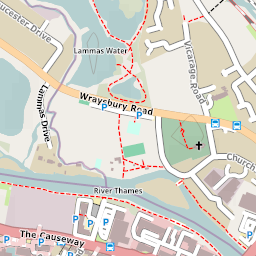 ucester Drive
Lammas Water
Vicarage Road
Wraysbury Road
Lammas Drive
Church
River Thames
The Causeway